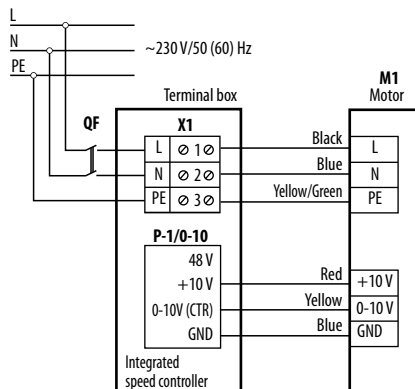 L
N
~230 V/50 (60) Hz
PE
M1
Terminal box
Motor
QF
X1
L 1 Black L
N 2 Blue N
PE 3 Yellow/Green PE
P-1/0-10
48 V
+10 V Red +10 V
0-10V (CTR) Yellow 0-10 V
GND Blue GND
Integrated
speed controller